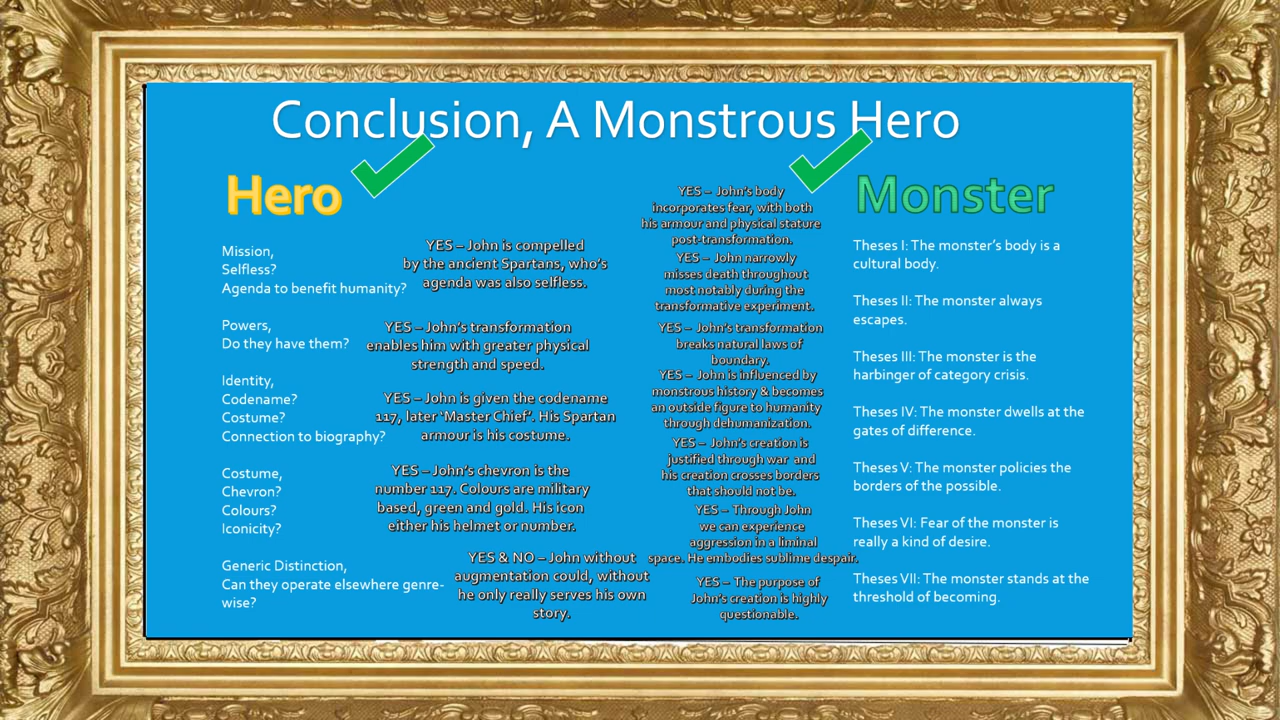 Conclusion, A Monstrous Hero
Hero
Mission,
Selfless?
Agenda to benefit humanity?
YES – John is compelled
by the ancient Spartans, who's
agenda was also selfless.
Powers,
Do they have them?
YES – John's transformation
enables him with greater physical
strength and speed.
Identity,
Codename?
Costume?
Connection to biography?
YES – John is given the codename
117, later 'Master Chief'. His Spartan
armour is his costume.
Costume,
Chevron?
Colours?
Iconicity?
YES – John's chevron is the
number 117. Colours are military
based, green and gold. His icon
either his helmet or number.
Generic Distinction,
Can they operate elsewhere genre-
wise?
YES & NO – John without
augmentation could, without
he only really serves his own
story.
Monster
YES – John's body
incorporates fear, with both
his armour and physical stature
post-transformation.
Theses I: The monster's body is a
cultural body.
YES – John narrowly
misses death throughout
most notably during the
transformative experiment.
Theses II: The monster always
escapes.
YES – John's transformation
breaks natural laws of
boundary.
Theses III: The monster is the
harbinger of category crisis.
YES – John is influenced by
monstrous history & becomes
an outside figure to humanity
through dehumanization.
Theses IV: The monster dwells at the
gates of difference.
YES – John's creation is
justified through war and
his creation crosses borders
that should not be.
Theses V: The monster policies the
borders of the possible.
YES – Through John
we can experience
aggression in a liminal
space. He embodies sublime despair.
Theses VI: Fear of the monster is
really a kind of desire.
YES – The purpose of
John's creation is highly
questionable.
Theses VII: The monster stands at the
threshold of becoming.